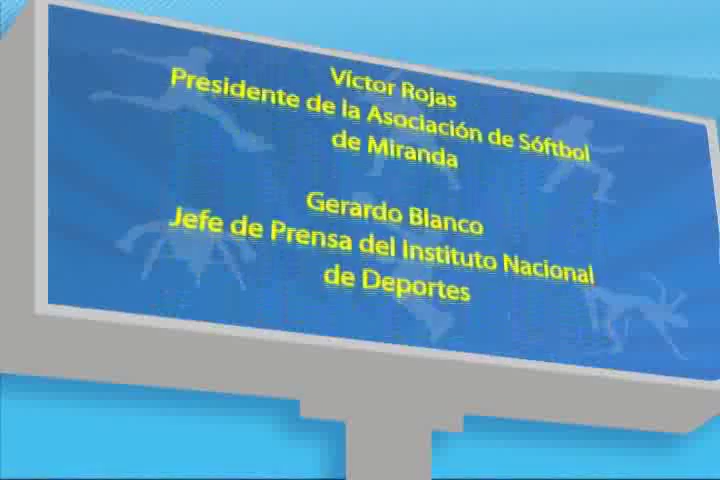 Víctor Rojas
Presidente de la Asociación de Sóftbol
de Miranda
Gerardo Blanco
Jefe de Prensa del Instituto Nacional
de Deportes